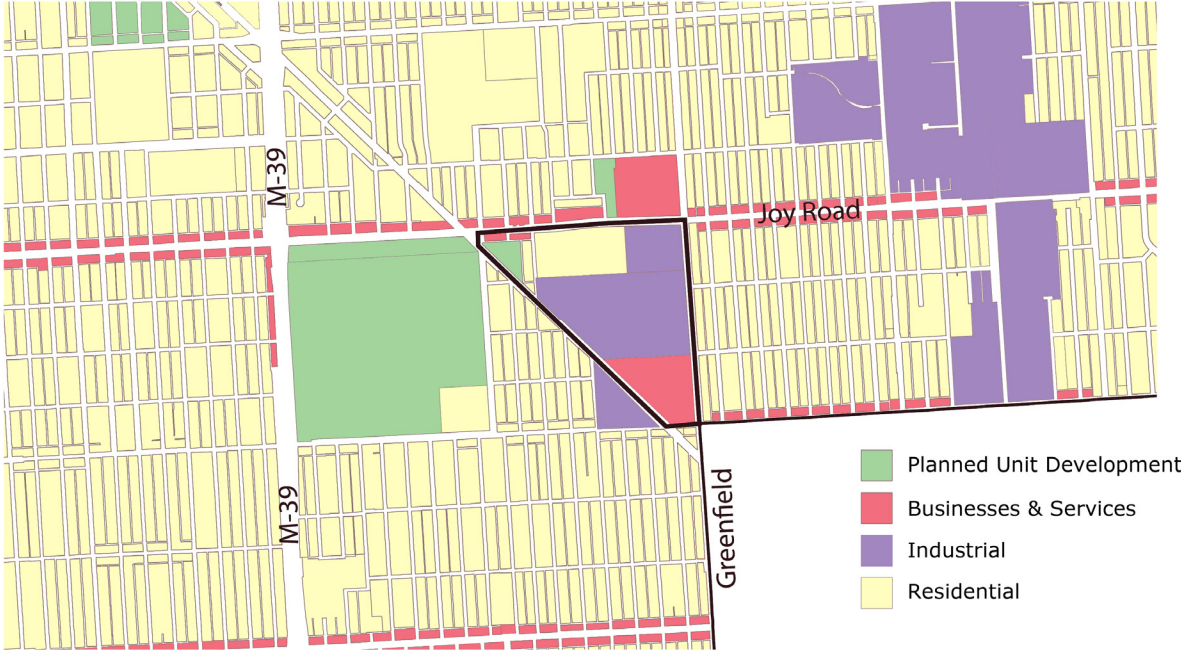 M-39
Joy Road
M-39
Greenfield
Planned Unit Development
Businesses & Services
Industrial
Residential